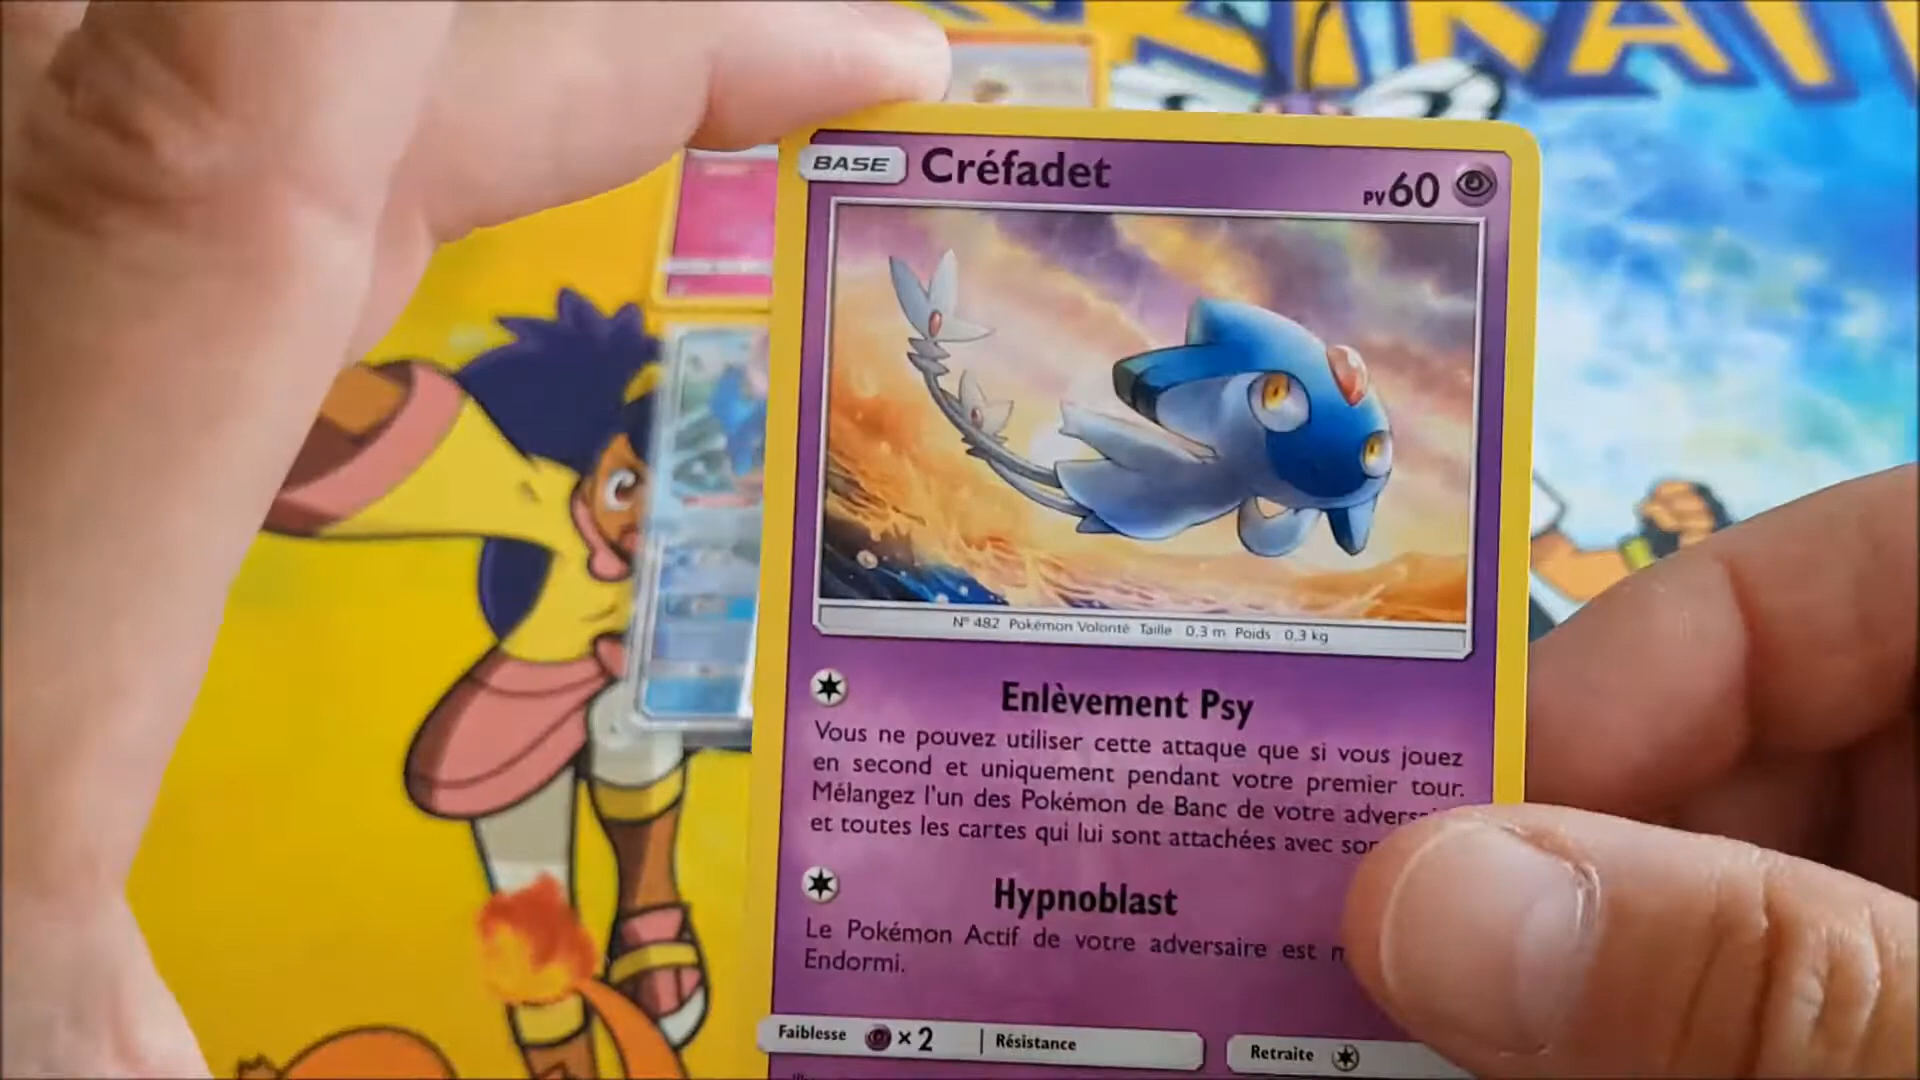 BASE Créfadet PV60
N° 482 Pokémon Volonté Taille 0,3 m Poids 0,3 kg
Enlèvement Psy
Vous ne pouvez utiliser cette attaque que si vous jouez
en second et uniquement pendant votre premier tour.
Mélangez l'un des Pokémon de Banc de votre
et toutes les cartes qui lui sont attachées avec
Hypnoblast
Le Pokémon Actif de votre adversaire est
Endormi.
Faiblesse ×2 Résistance Retraite